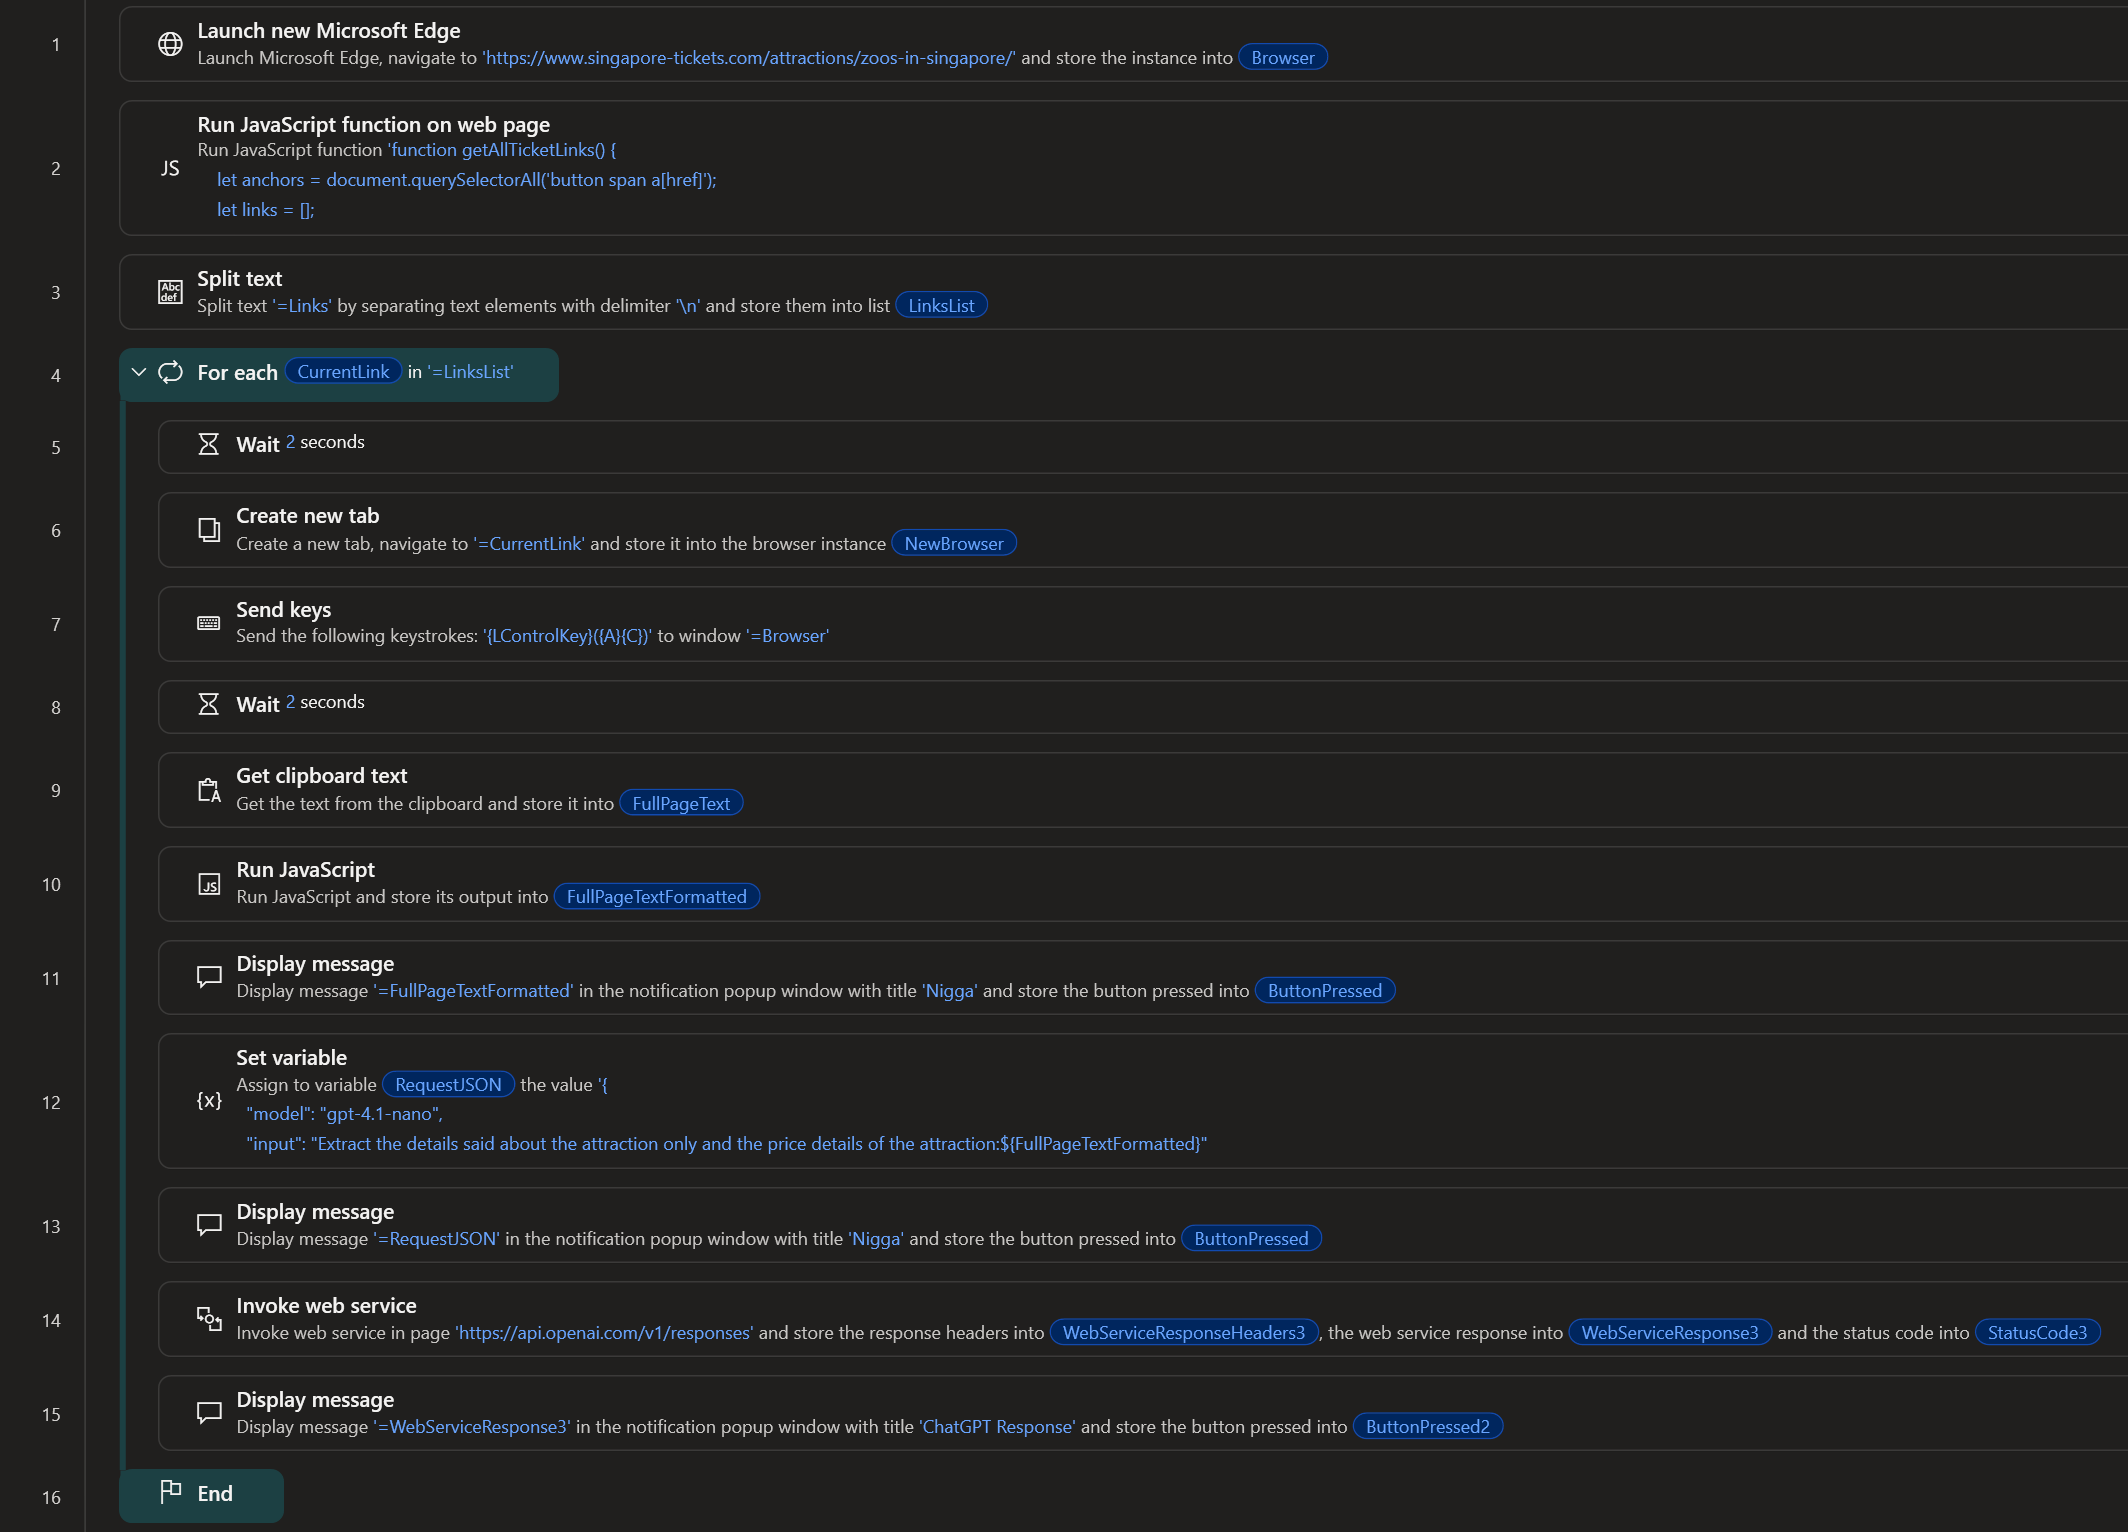 1
Launch new Microsoft Edge
Launch Microsoft Edge, navigate to 'https://www.singapore-tickets.com/attractions/zoos-in-singapore/' and store the instance into Browser
2
JS
Run JavaScript function on web page
Run JavaScript function 'function getAllTicketLinks() {
let anchors = document.querySelectorAll('button span a[href]');
let links = [];
3
Abc
def
Split text
Split text '=Links' by separating text elements with delimiter '\n' and store them into list LinksList
4
For each CurrentLink in '=LinksList'
5
Wait 2 seconds
6
Create new tab
Create a new tab, navigate to '=CurrentLink' and store it into the browser instance NewBrowser
7
Send keys
Send the following keystrokes: '{LControlKey}({A}{C})' to window '=Browser'
8
Wait 2 seconds
9
A
Get clipboard text
Get the text from the clipboard and store it into FullPageText
10
JS
Run JavaScript
Run JavaScript and store its output into FullPageTextFormatted
11
Display message
Display message '=FullPageTextFormatted' in the notification popup window with title 'Nigga' and store the button pressed into ButtonPressed
12
{x}
Set variable
Assign to variable RequestJSON the value '{
"model": "gpt-4.1-nano",
"input": "Extract the details said about the attraction only and the price details of the attraction:${FullPageTextFormatted}"
13
Display message
Display message '=RequestJSON' in the notification popup window with title 'Nigga' and store the button pressed into ButtonPressed
14
Invoke web service
Invoke web service in page 'https://api.openai.com/v1/responses' and store the response headers into WebServiceResponseHeaders3, the web service response into WebServiceResponse3 and the status code into StatusCode3
15
Display message
Display message '=WebServiceResponse3' in the notification popup window with title 'ChatGPT Response' and store the button pressed into ButtonPressed2
16
End